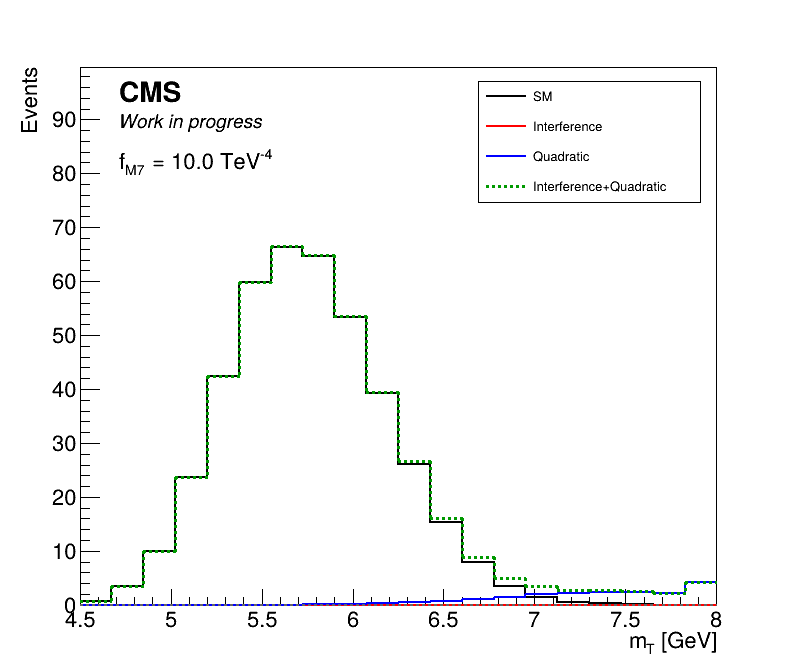 Events
CMS
Work in progress
f_M7 = 10.0 TeV^-4
SM
Interference
Quadratic
Interference+Quadratic
90
80
70
60
50
40
30
20
10
0
4.5 5 5.5 6 6.5 7 7.5 8
m_T [GeV]